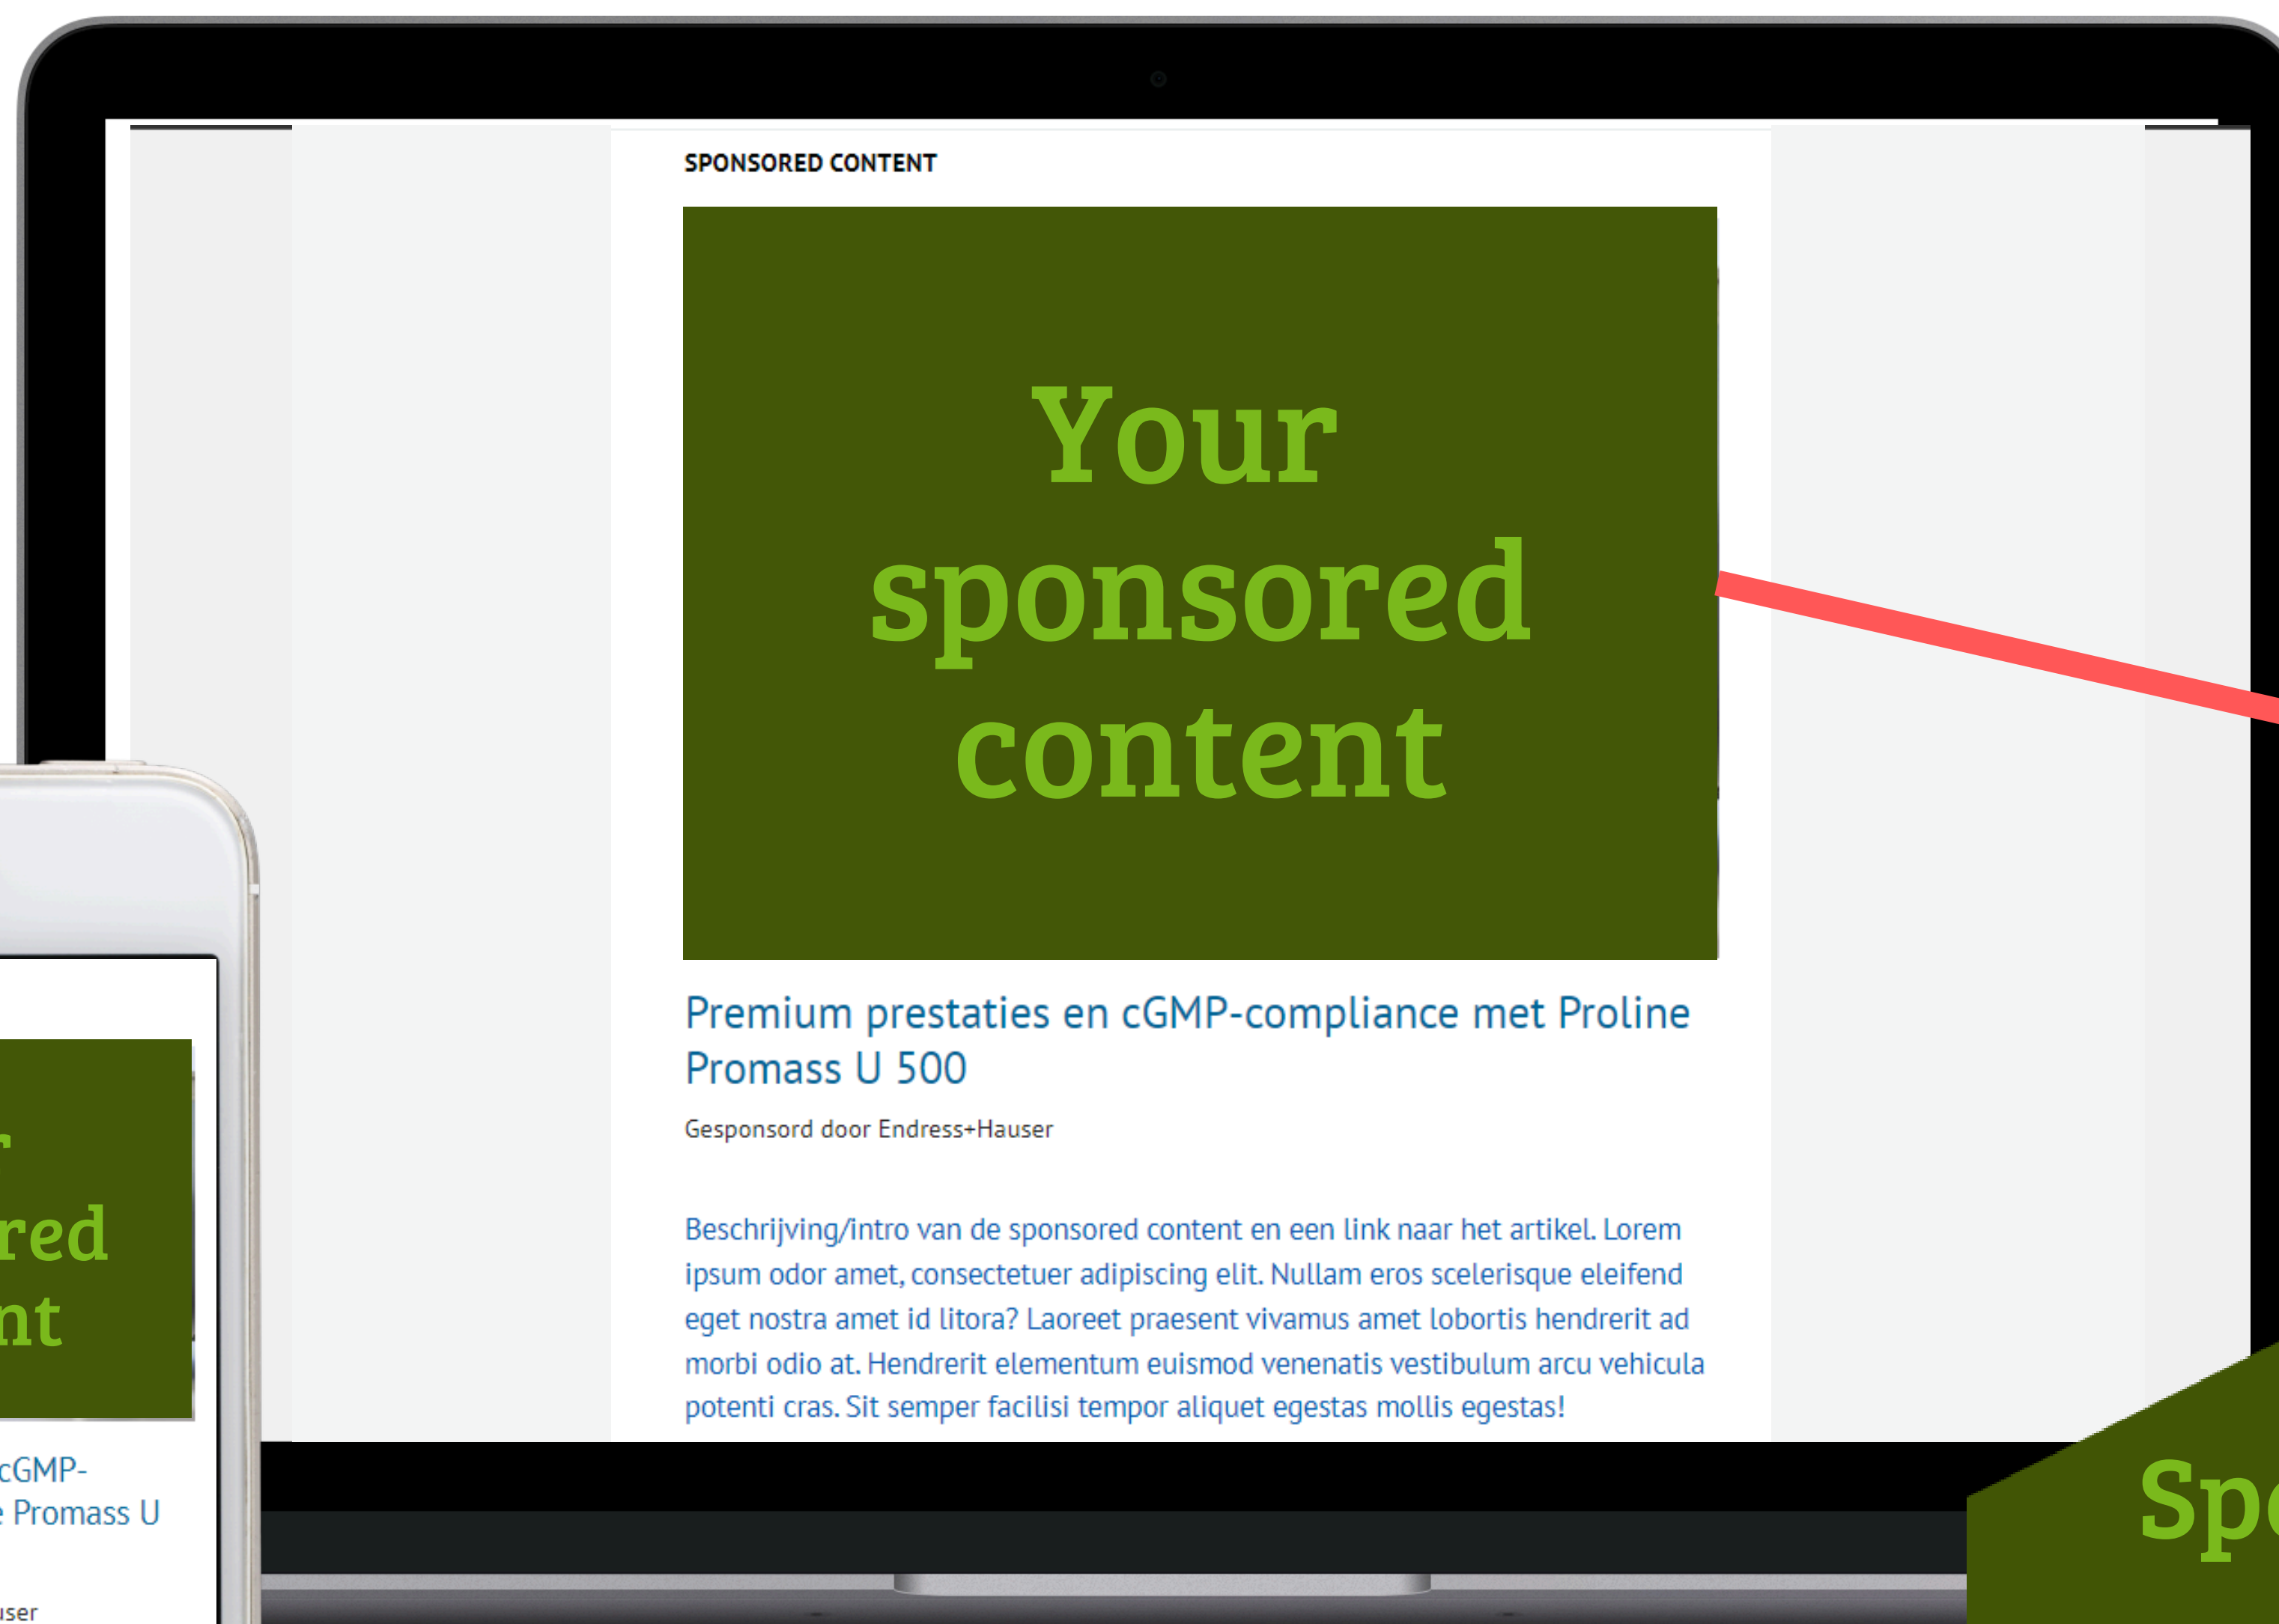 SPONSORED CONTENT
Your
sponsored
content
Premium prestaties en cGMP-compliance met Proline
Promass U 500
Gesponsord door Endress+Hauser
Beschrijving/intro van de sponsored content en een link naar het artikel. Lorem
ipsum odor amet, consectetuer adipiscing elit. Nullam eros scelerisque eleifend
eget nostra amet id litora? Laoreet praesent vivamus amet lobortis hendrerit ad
morbi odio at. Hendrerit elementum euismod venenatis vestibulum arcu vehicula
potenti cras. Sit semper facilisi tempor aliquet egestas mollis egestas!
red
nt
cGMP-
Promass U